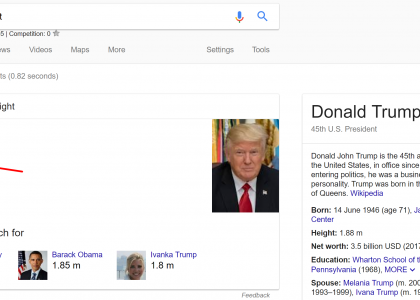 t
5 | Competition: 0
ws Videos Maps More Settings Tools
ts (0.82 seconds)
ight
ch for
y
Barack Obama
1.85 m
Ivanka Trump
1.8 m
Feedback
Donald Trump
45th U.S. President
Donald John Trump is the 45th a
the United States, in office since
entering politics, he was a busine
personality. Trump was born in th
of Queens. Wikipedia
Born: 14 June 1946 (age 71), Ja
Center
Height: 1.88 m
Net worth: 3.5 billion USD (2017
Education: Wharton School of the
Pennsylvania (1968), MORE
Spouse: Melania Trump (m. 200
1993–1999), Ivana Trump (m. 1